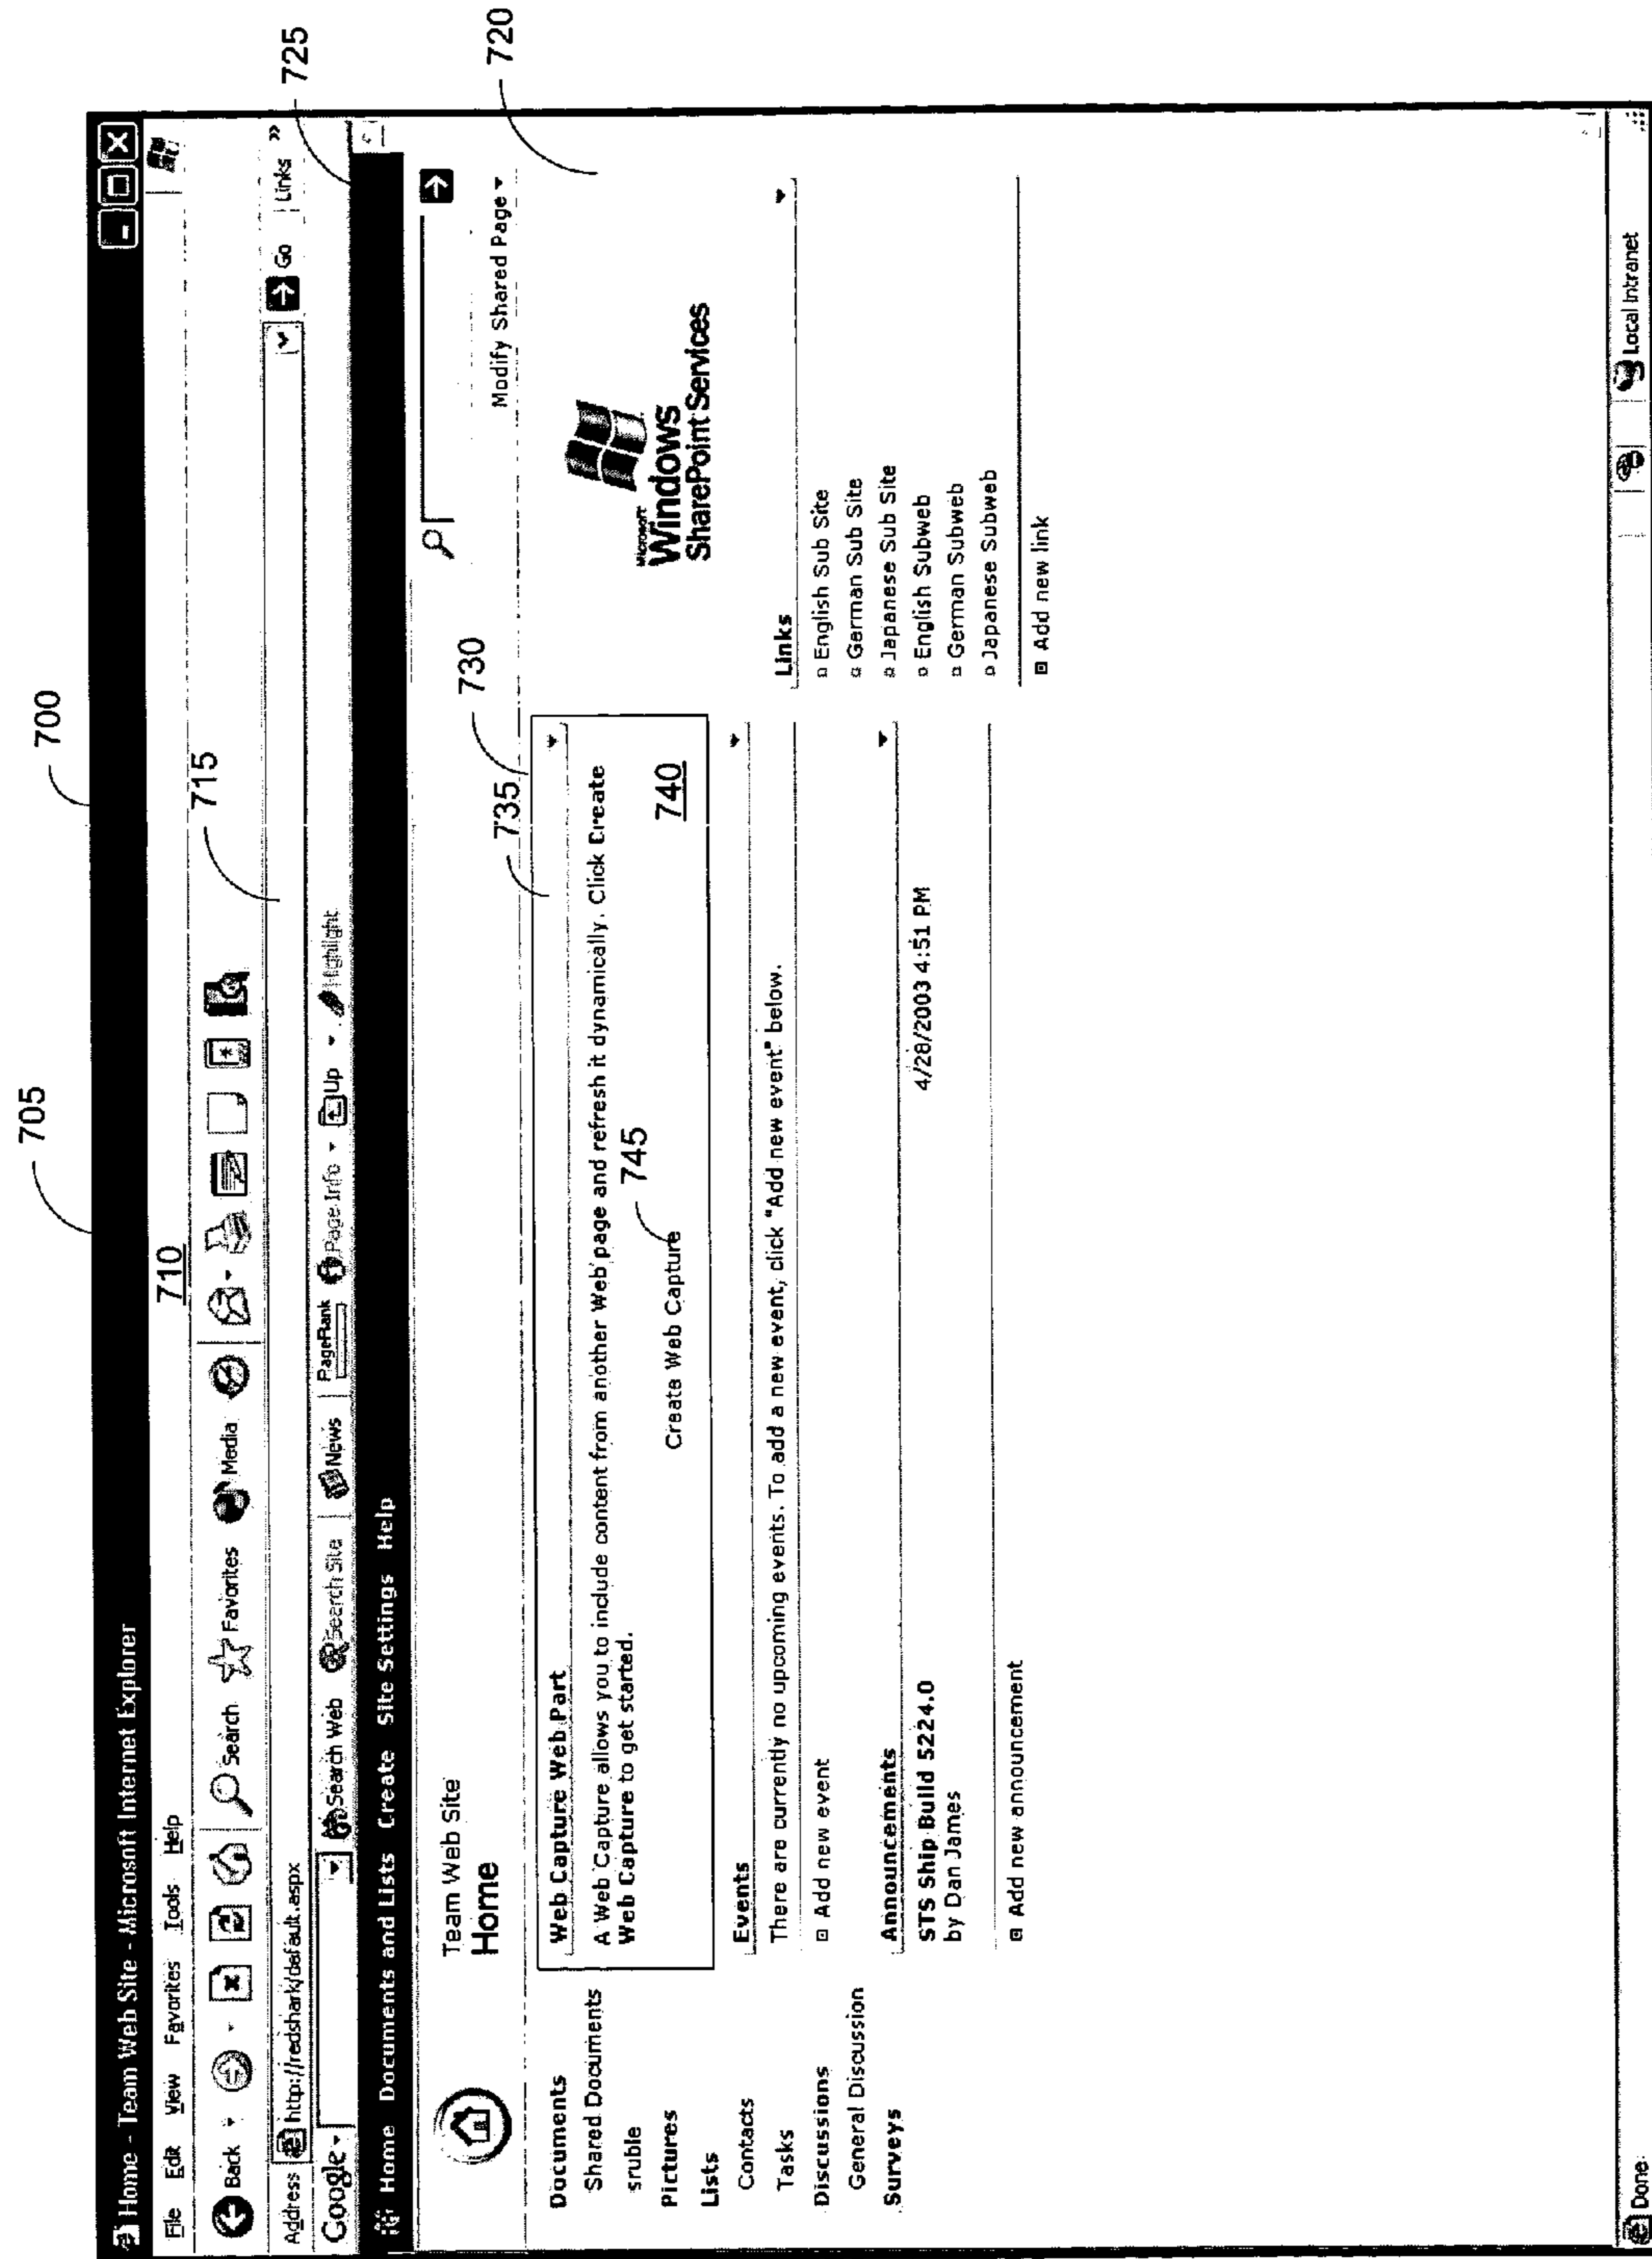 705
700
Home - Team Web Site - Microsoft Internet Explorer
File Edit View Favorites Tools Help
710
Back Search Favorites Media
715
Address http://redshark/default.aspx Go Links »
725
Google Search Web Search Site News PageRank Page Info Up Highlight
Home Documents and Lists Create Site Settings Help
Team Web Site
Home
Modify Shared Page
720
730
735
Documents
Shared Documents
sruble
Pictures
Lists
Contacts
Tasks
Discussions
General Discussion
Surveys
Web Capture Web Part
A Web Capture allows you to include content from another Web page and refresh it dynamically. Click Create
Web Capture to get started.
745
Create Web Capture
740
Events
There are currently no upcoming events. To add a new event, click "Add new event" below.
Add new event
Announcements
STS Ship Build 5224.0 4/28/2003 4:51 PM
by Dan James
Add new announcement
Microsoft
Windows
SharePoint Services
Links
English Sub Site
German Sub Site
Japanese Sub Site
English Subweb
German Subweb
Japanese Subweb
Add new link
Done
Local intranet